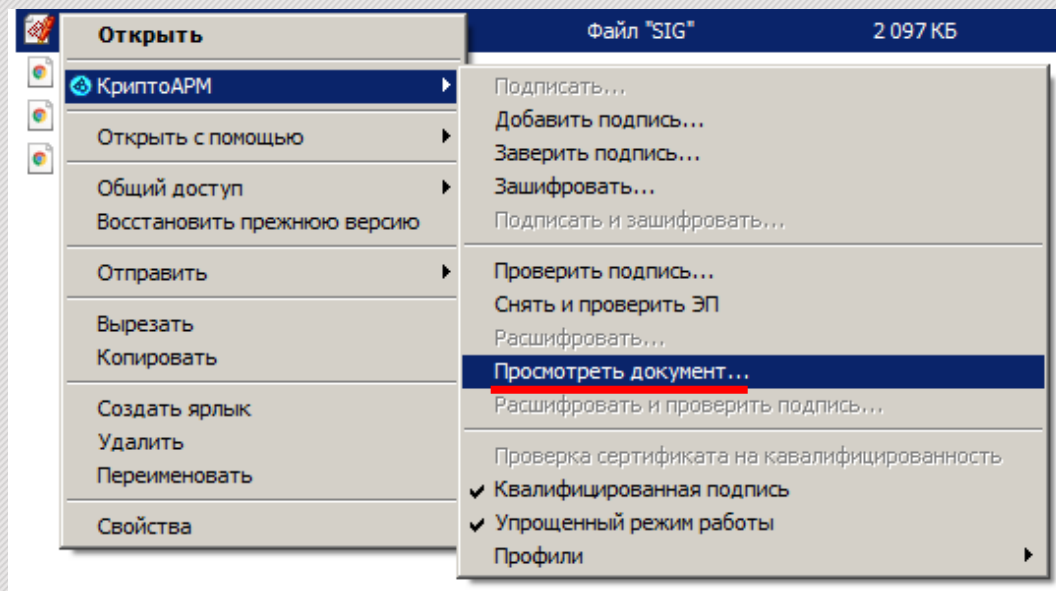 Открыть
Файл "SIG"
2 097 КБ
КриптоАРМ
Открыть с помощью
Общий доступ
Восстановить прежнюю версию
Отправить
Вырезать
Копировать
Создать ярлык
Удалить
Переименовать
Свойства
Подписать...
Добавить подпись...
Заверить подпись...
Зашифровать...
Подписать и зашифровать...
Проверить подпись...
Снять и проверить ЭП
Расшифровать...
Просмотреть документ...
Расшифровать и проверить подпись...
Проверка сертификата на кавалифицированность
Квалифицированная подпись
Упрощенный режим работы
Профили